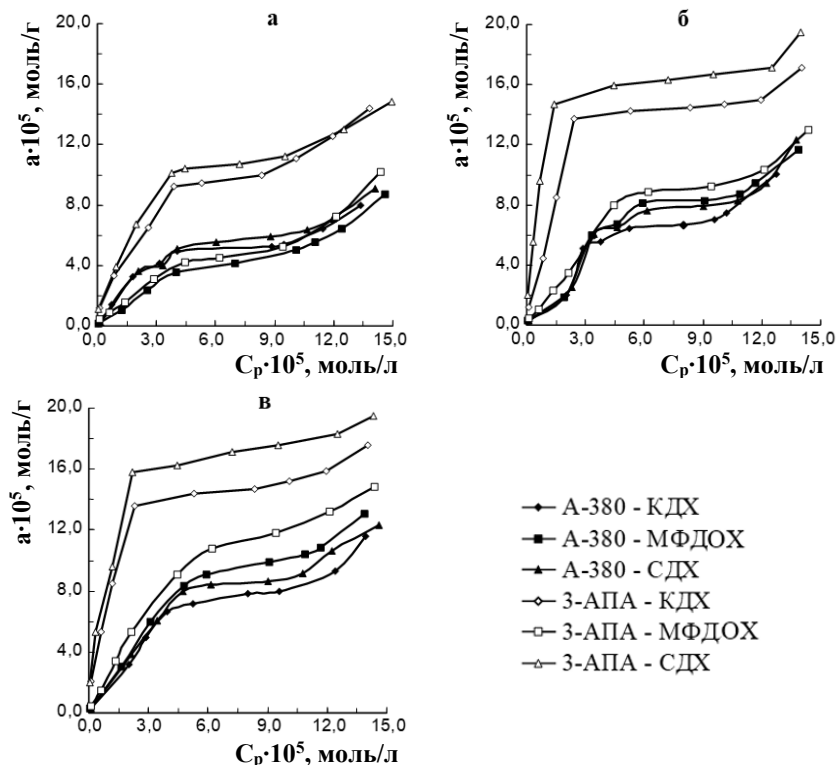 а
20,0
16,0
12,0
8,0
4,0
0,0
0,0 3,0 6,0 9,0 12,0 15,0
a·10⁵, моль/г
Cₚ·10⁵, моль/л
б
20,0
16,0
12,0
8,0
4,0
0,0
0,0 3,0 6,0 9,0 12,0 15,0
a·10⁵, моль/г
Cₚ·10⁵, моль/л
в
20,0
16,0
12,0
8,0
4,0
0,0
0,0 3,0 6,0 9,0 12,0 15,0
a·10⁵, моль/г
Cₚ·10⁵, моль/л
А-380 - КДХ
А-380 - МФДОХ
А-380 - СДХ
3-АПА - КДХ
3-АПА - МФДОХ
3-АПА - СДХ